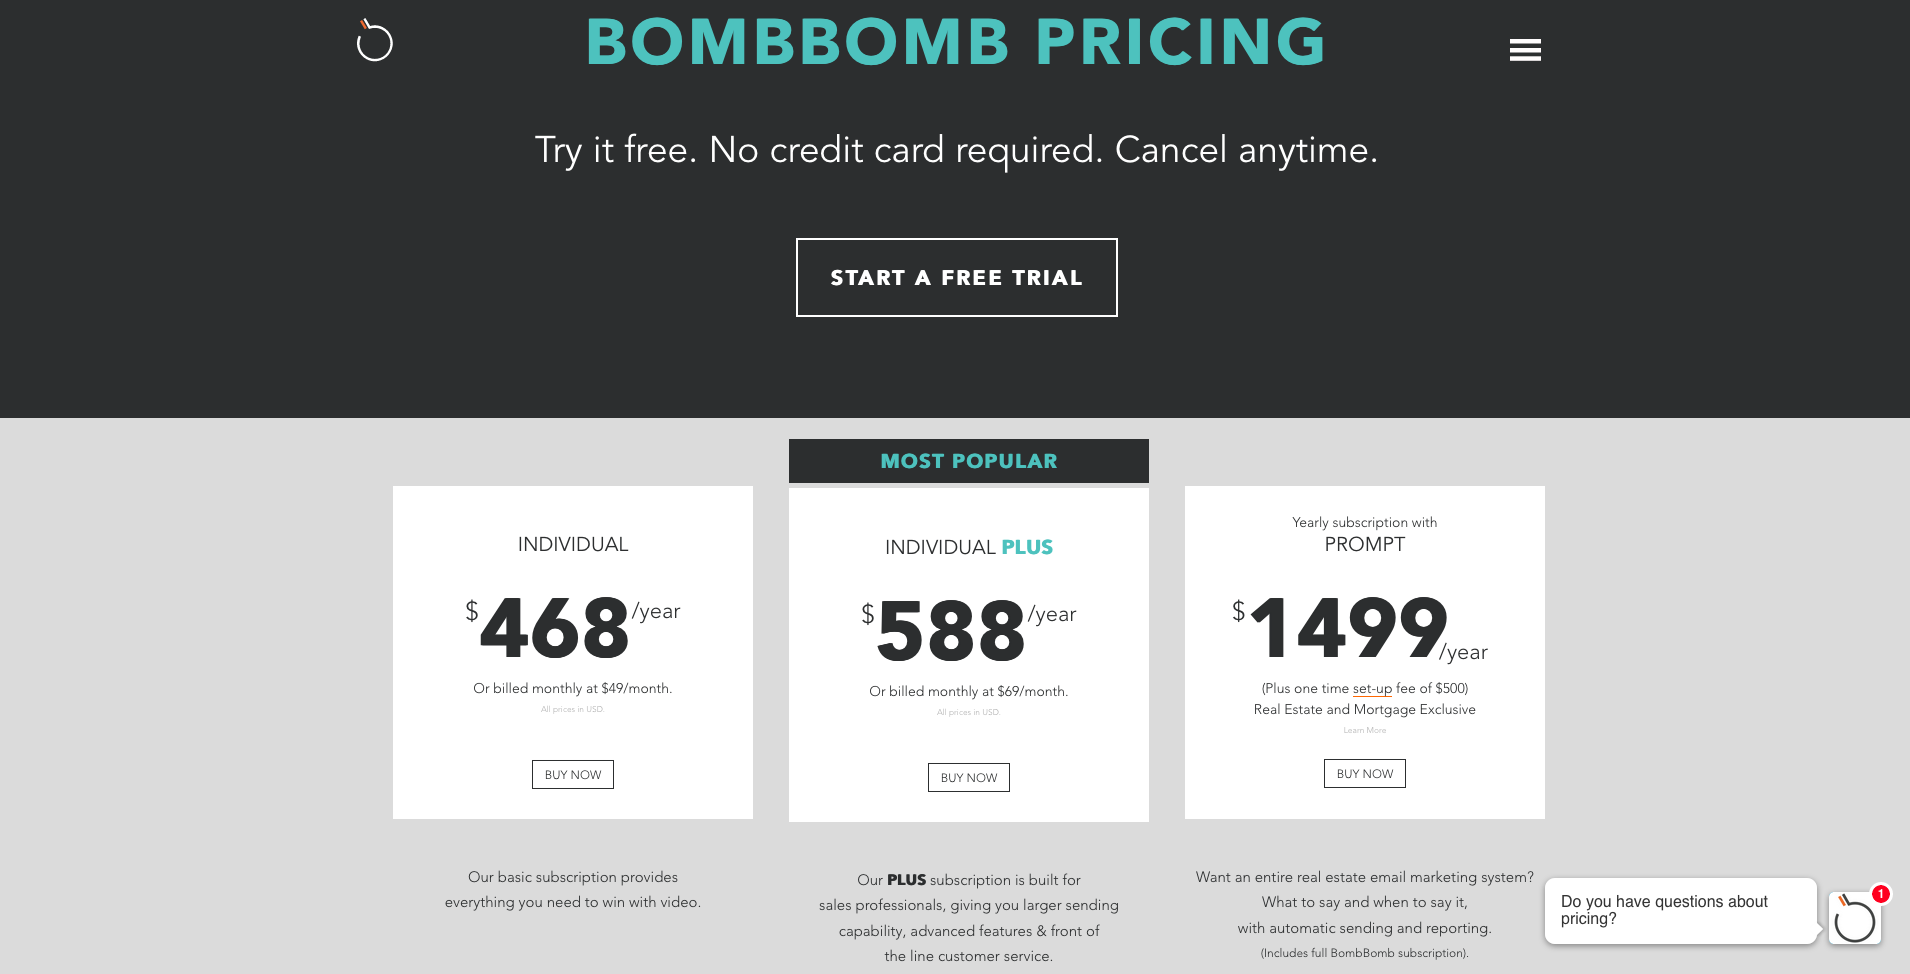 BOMBBOMB PRICING
Try it free. No credit card required. Cancel anytime.
START A FREE TRIAL
INDIVIDUAL
$468/year
Or billed monthly at $49/month.
All prices in USD.
BUY NOW
Our basic subscription provides
everything you need to win with video.
MOST POPULAR
INDIVIDUAL PLUS
$588/year
Or billed monthly at $69/month.
All prices in USD.
BUY NOW
Our PLUS subscription is built for
sales professionals, giving you larger sending
capability, advanced features & front of
the line customer service.
Yearly subscription with
PROMPT
$1499/year
(Plus one time set-up fee of $500)
Real Estate and Mortgage Exclusive
Learn More
BUY NOW
Want an entire real estate email marketing system?
What to say and when to say it,
with automatic sending and reporting.
(Includes full BombBomb subscription).
Do you have questions about
pricing?
1